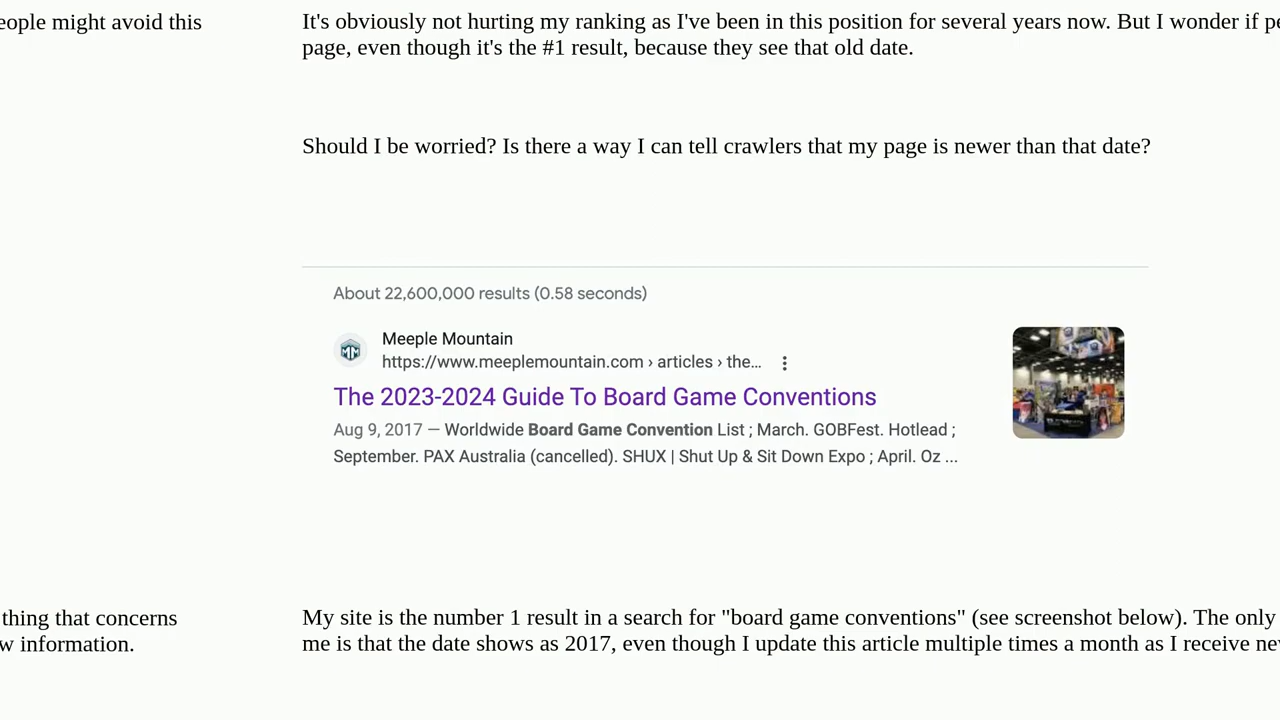 eople might avoid this
It's obviously not hurting my ranking as I've been in this position for several years now. But I wonder if pe
page, even though it's the #1 result, because they see that old date.
Should I be worried? Is there a way I can tell crawlers that my page is newer than that date?
About 22,600,000 results (0.58 seconds)
Meeple Mountain
https://www.meeplemountain.com › articles › the...
The 2023-2024 Guide To Board Game Conventions
Aug 9, 2017 — Worldwide Board Game Convention List ; March. GOBFest. Hotlead ;
September. PAX Australia (cancelled). SHUX | Shut Up & Sit Down Expo ; April. Oz ...
thing that concerns
w information.
My site is the number 1 result in a search for "board game conventions" (see screenshot below). The only
me is that the date shows as 2017, even though I update this article multiple times a month as I receive ne